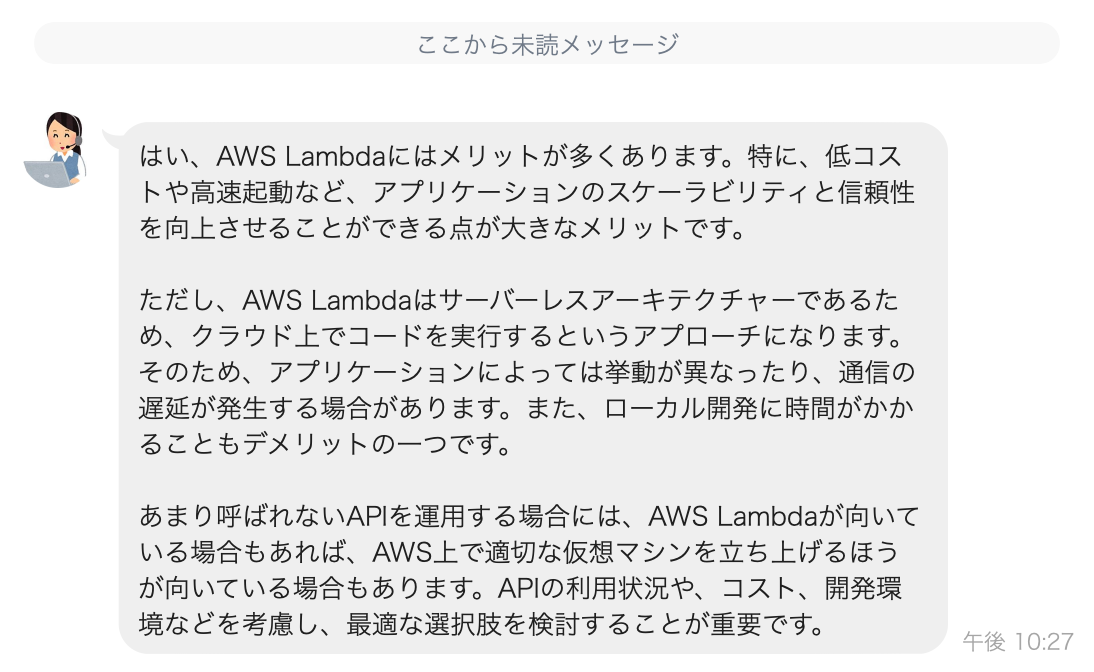 ここから未読メッセージ
はい、AWS Lambdaにはメリットが多くあります。特に、低コス
トや高速起動など、アプリケーションのスケーラビリティと信頼性
を向上させることができる点が大きなメリットです。
ただし、AWS Lambdaはサーバーレスアーキテクチャーであるた
め、クラウド上でコードを実行するというアプローチになります。
そのため、アプリケーションによっては挙動が異なったり、通信の
遅延が発生する場合があります。また、ローカル開発に時間がかか
ることもデメリットの一つです。
あまり呼ばれないAPIを運用する場合には、AWS Lambdaが向いて
いる場合もあれば、AWS上で適切な仮想マシンを立ち上げるほう
が向いている場合もあります。APIの利用状況や、コスト、開発環
境などを考慮し、最適な選択肢を検討することが重要です。
午後 10:27